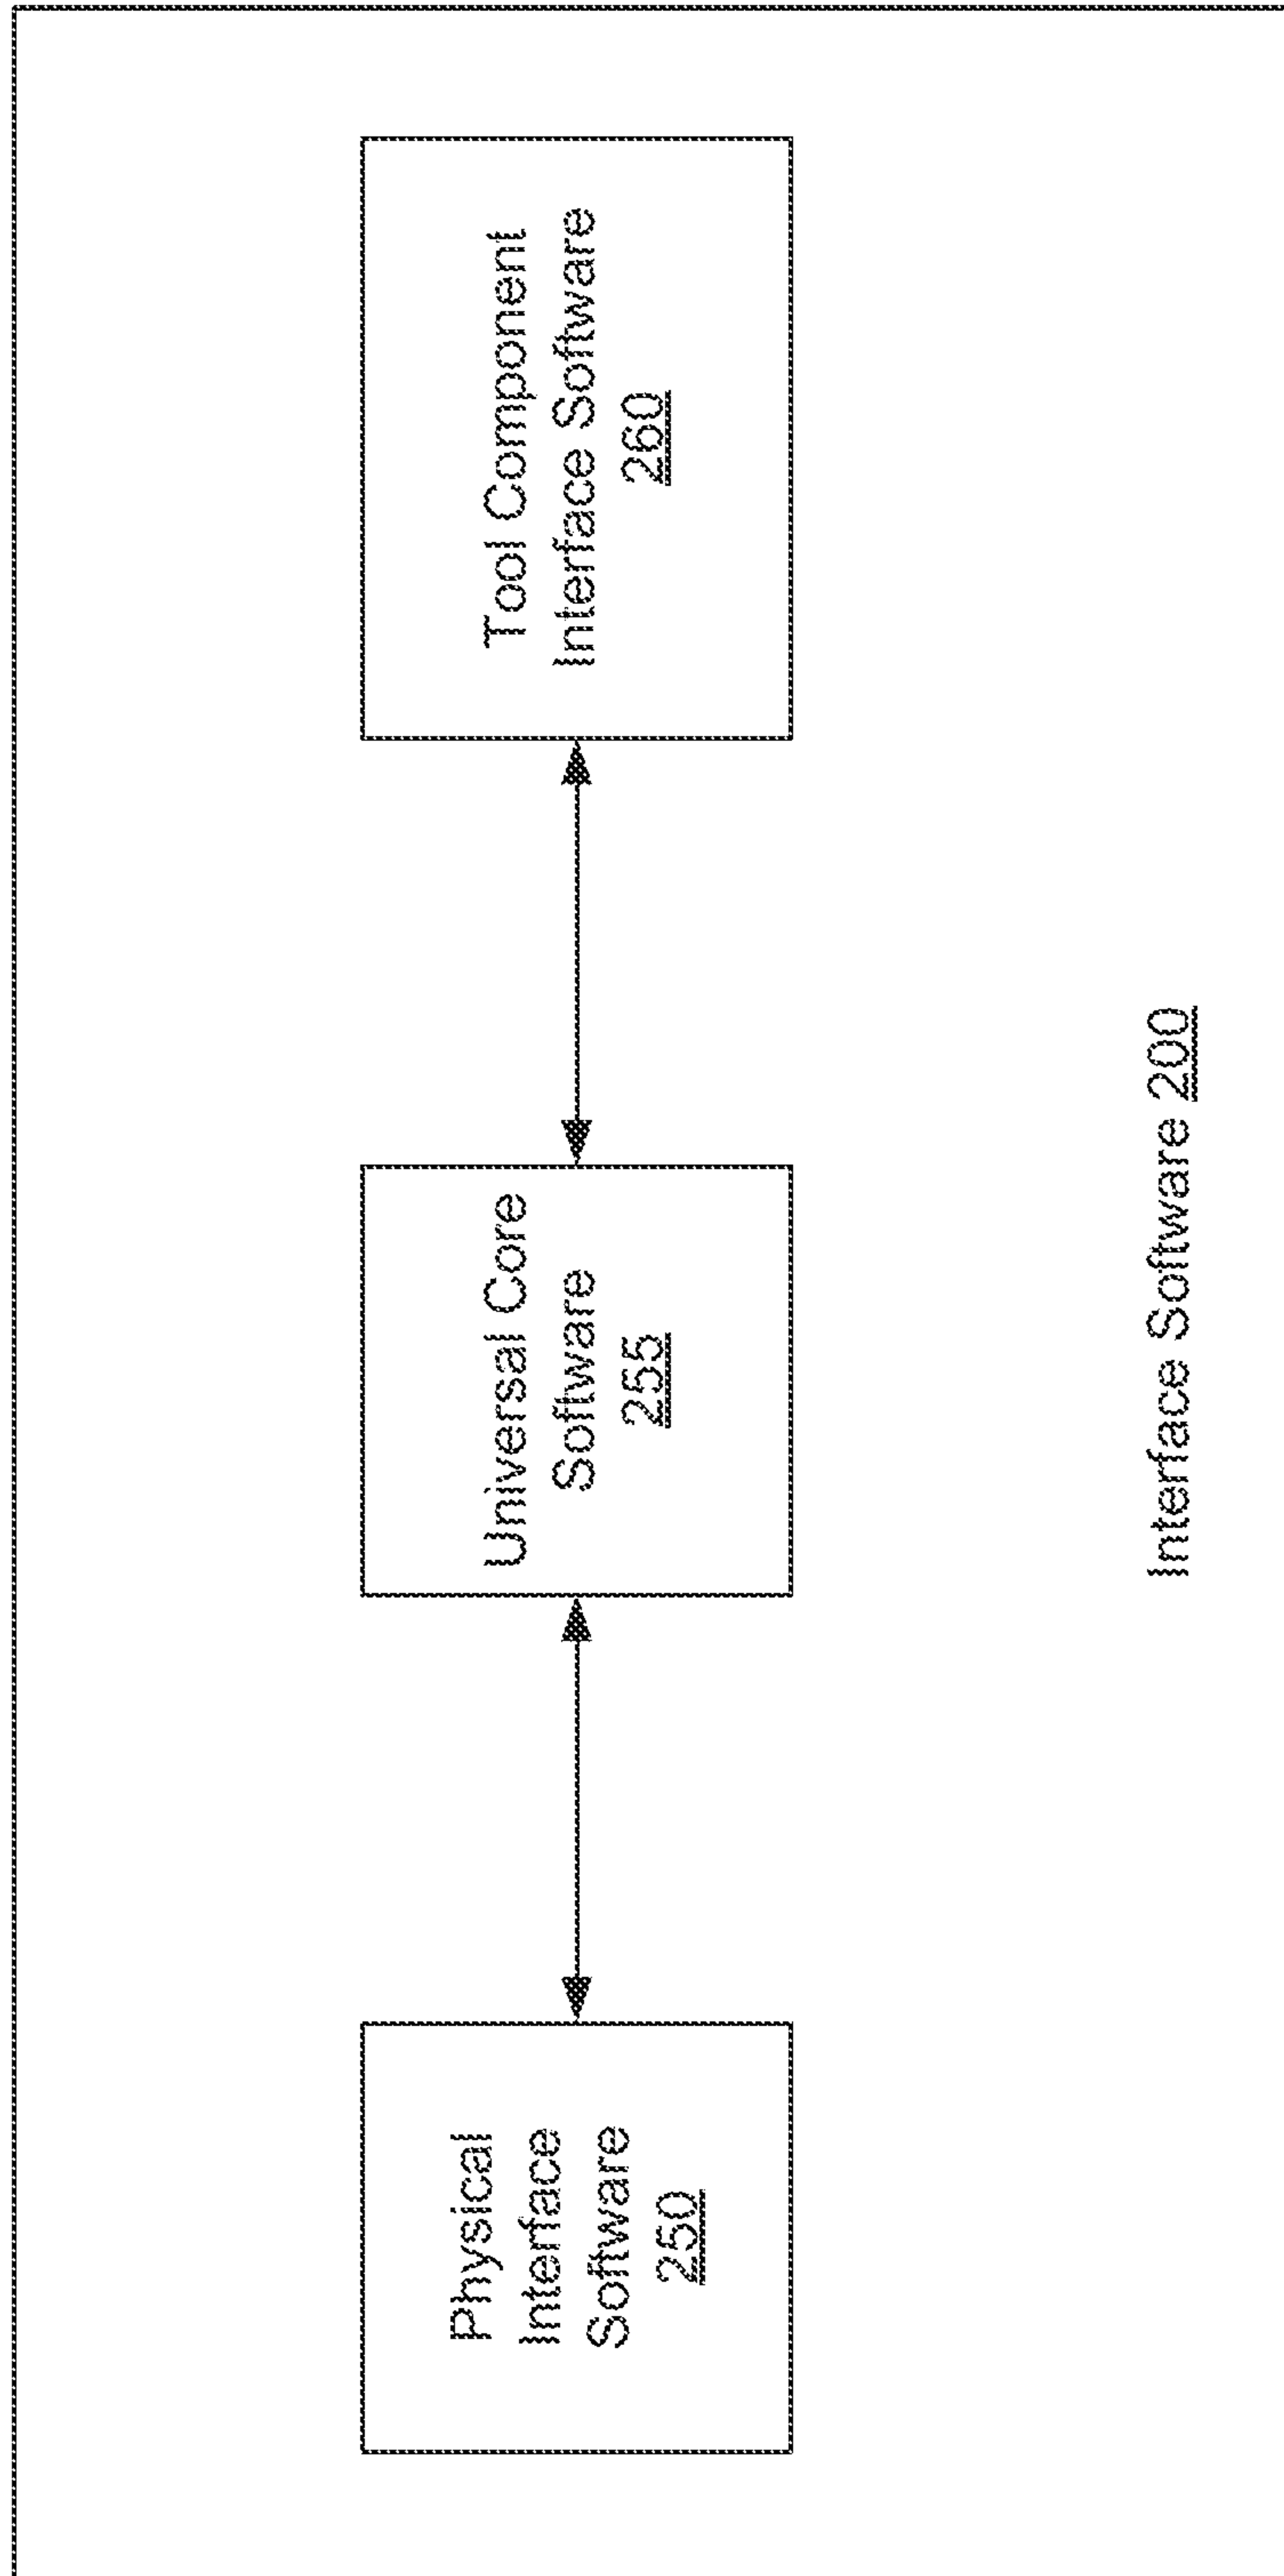 Physical
Interface
Software
250
Universal Core
Software
255
Tool Component
Interface Software
260
Interface Software 200